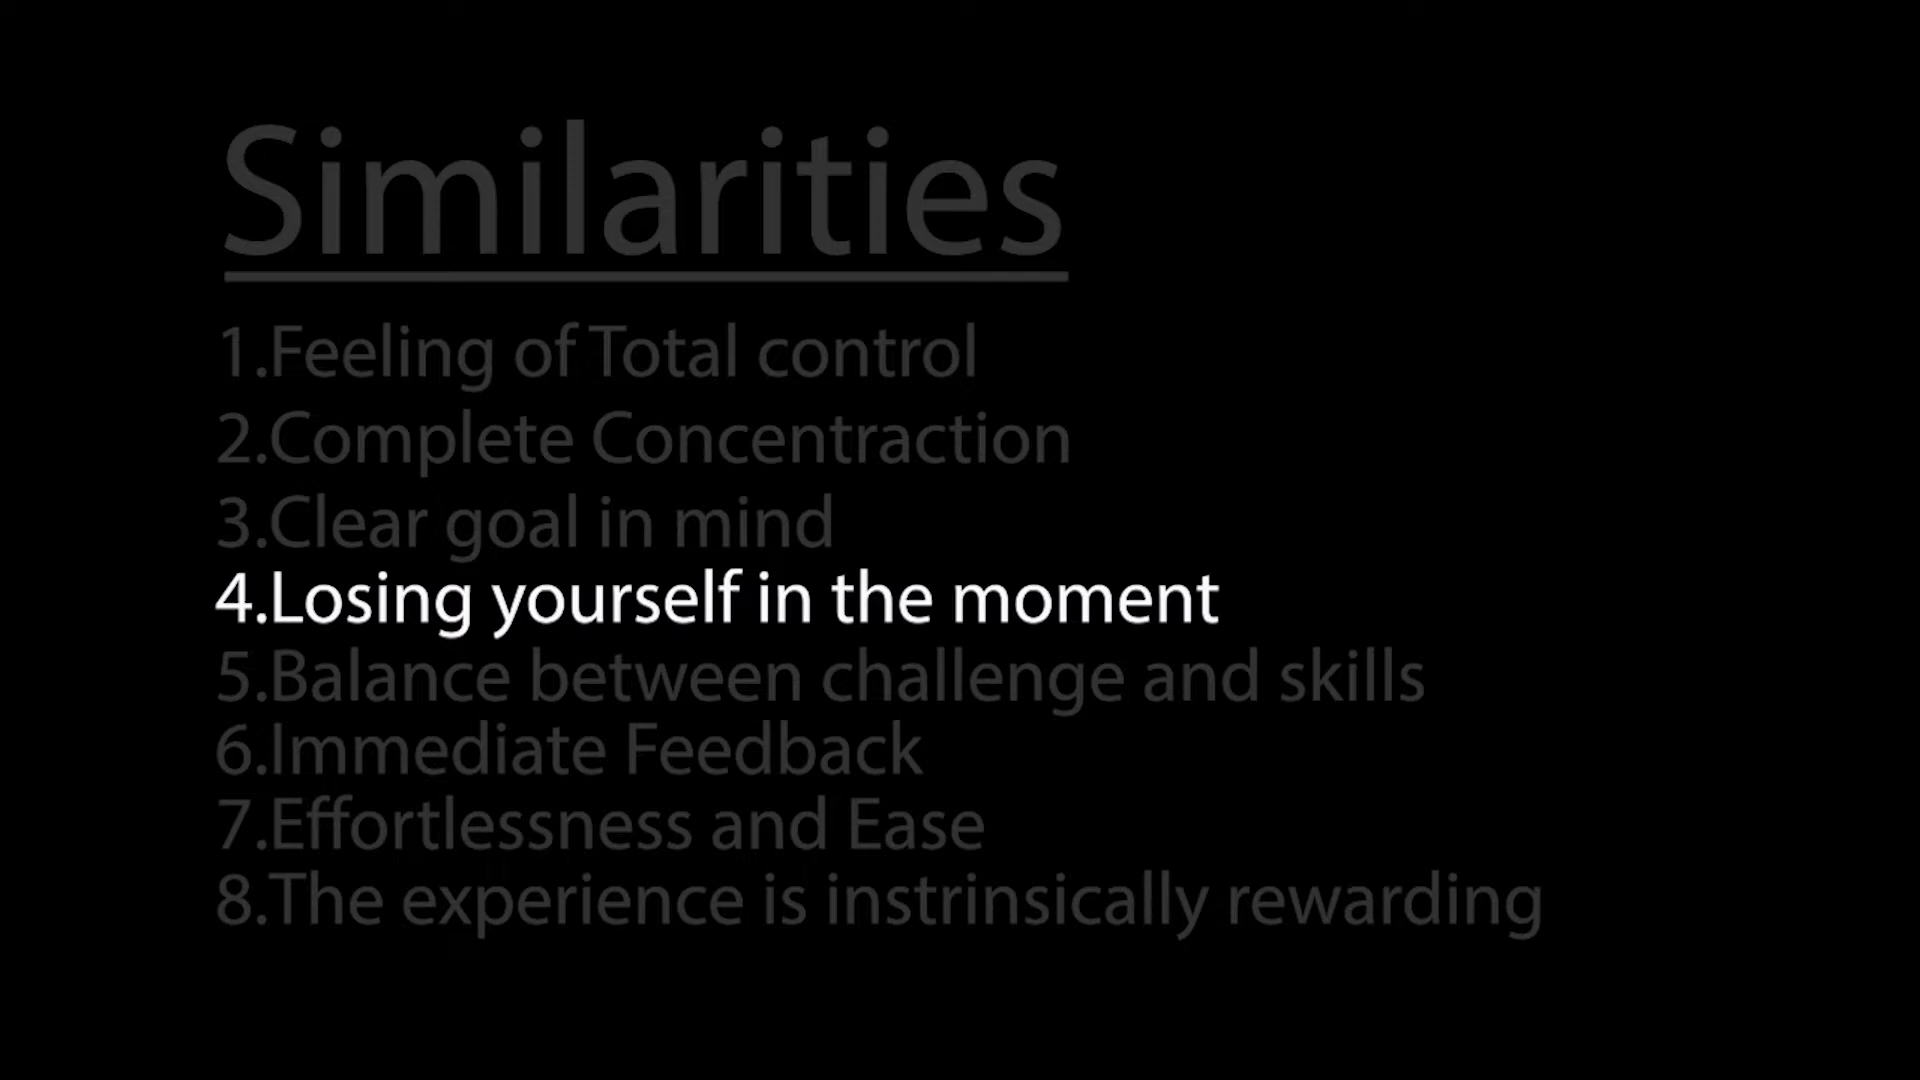 Similarities
1.Feeling of Total control
2.Complete Concentraction
3.Clear goal in mind
4.Losing yourself in the moment
5.Balance between challenge and skills
6.Immediate Feedback
7.Effortlessness and Ease
8.The experience is instrinsically rewarding